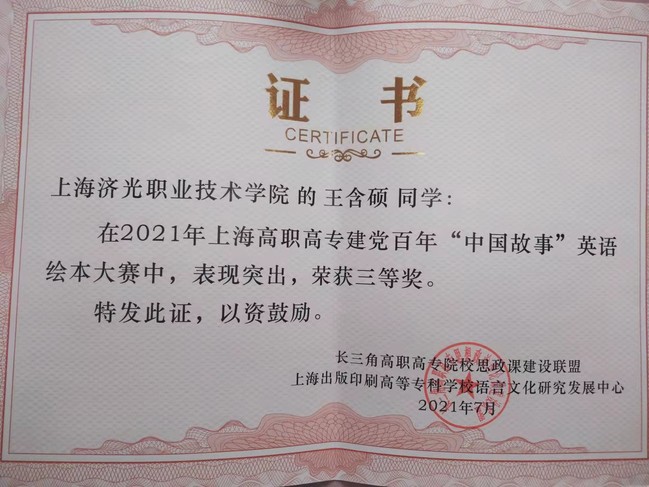 证书
CERTIFICATE
上海济光职业技术学院 的 王含硕 同学：
在2021年上海高职高专建党百年“中国故事”英语
绘本大赛中，表现突出，荣获三等奖。
特发此证，以资鼓励。
长三角高职高专院校思政课建设联盟
上海出版印刷高等专科学校语言文化研究发展中心
2021年7月